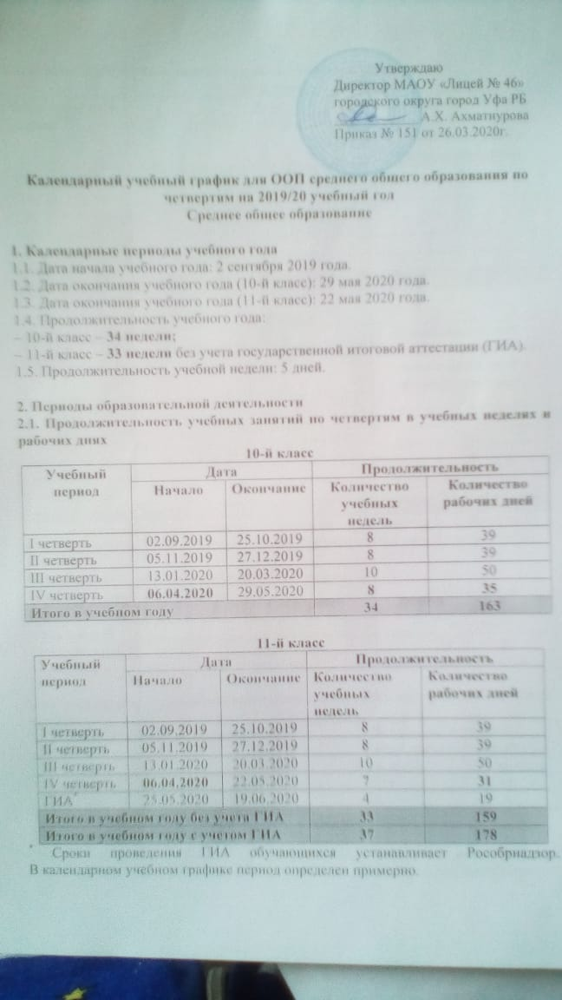 Утверждаю
Директор МАОУ «Лицей № 46»
городского округа город Уфа РБ
А.Х. Ахматнурова
Приказ № 151 от 26.03.2020г.
Календарный учебный график для ООП среднего общего образования по
четвертям на 2019/20 учебный год
Среднее общее образование
1. Календарные периоды учебного года
1.1. Дата начала учебного года: 2 сентября 2019 года.
1.2. Дата окончания учебного года (10-й класс): 29 мая 2020 года.
1.3. Дата окончания учебного года (11-й класс): 22 мая 2020 года.
1.4. Продолжительность учебного года:
– 10-й класс – 34 недели;
– 11-й класс – 33 недели без учета государственной итоговой аттестации (ГИА).
1.5. Продолжительность учебной недели: 5 дней.
2. Периоды образовательной деятельности
2.1. Продолжительность учебных занятий по четвертям в учебных неделях и
рабочих днях
10-й класс
Учебный период Дата Продолжительность
Начало Окончание Количество учебных недель Количество рабочих дней
I четверть 02.09.2019 25.10.2019 8 39
II четверть 05.11.2019 27.12.2019 8 39
III четверть 13.01.2020 20.03.2020 10 50
IV четверть 06.04.2020 29.05.2020 8 35
Итого в учебном году 34 163
11-й класс
Учебный период Дата Продолжительность
Начало Окончание Количество учебных недель Количество рабочих дней
I четверть 02.09.2019 25.10.2019 8 39
II четверть 05.11.2019 27.12.2019 8 39
III четверть 13.01.2020 20.03.2020 10 50
IV четверть 06.04.2020 22.05.2020 7 31
ГИА* 25.05.2020 19.06.2020 4 19
Итого в учебном году без учета ГИА 33 159
Итого в учебном году с учетом ГИА 37 178
* Сроки проведения ГИА обучающихся устанавливает Рособрнадзор.
В календарном учебном графике период определен примерно.